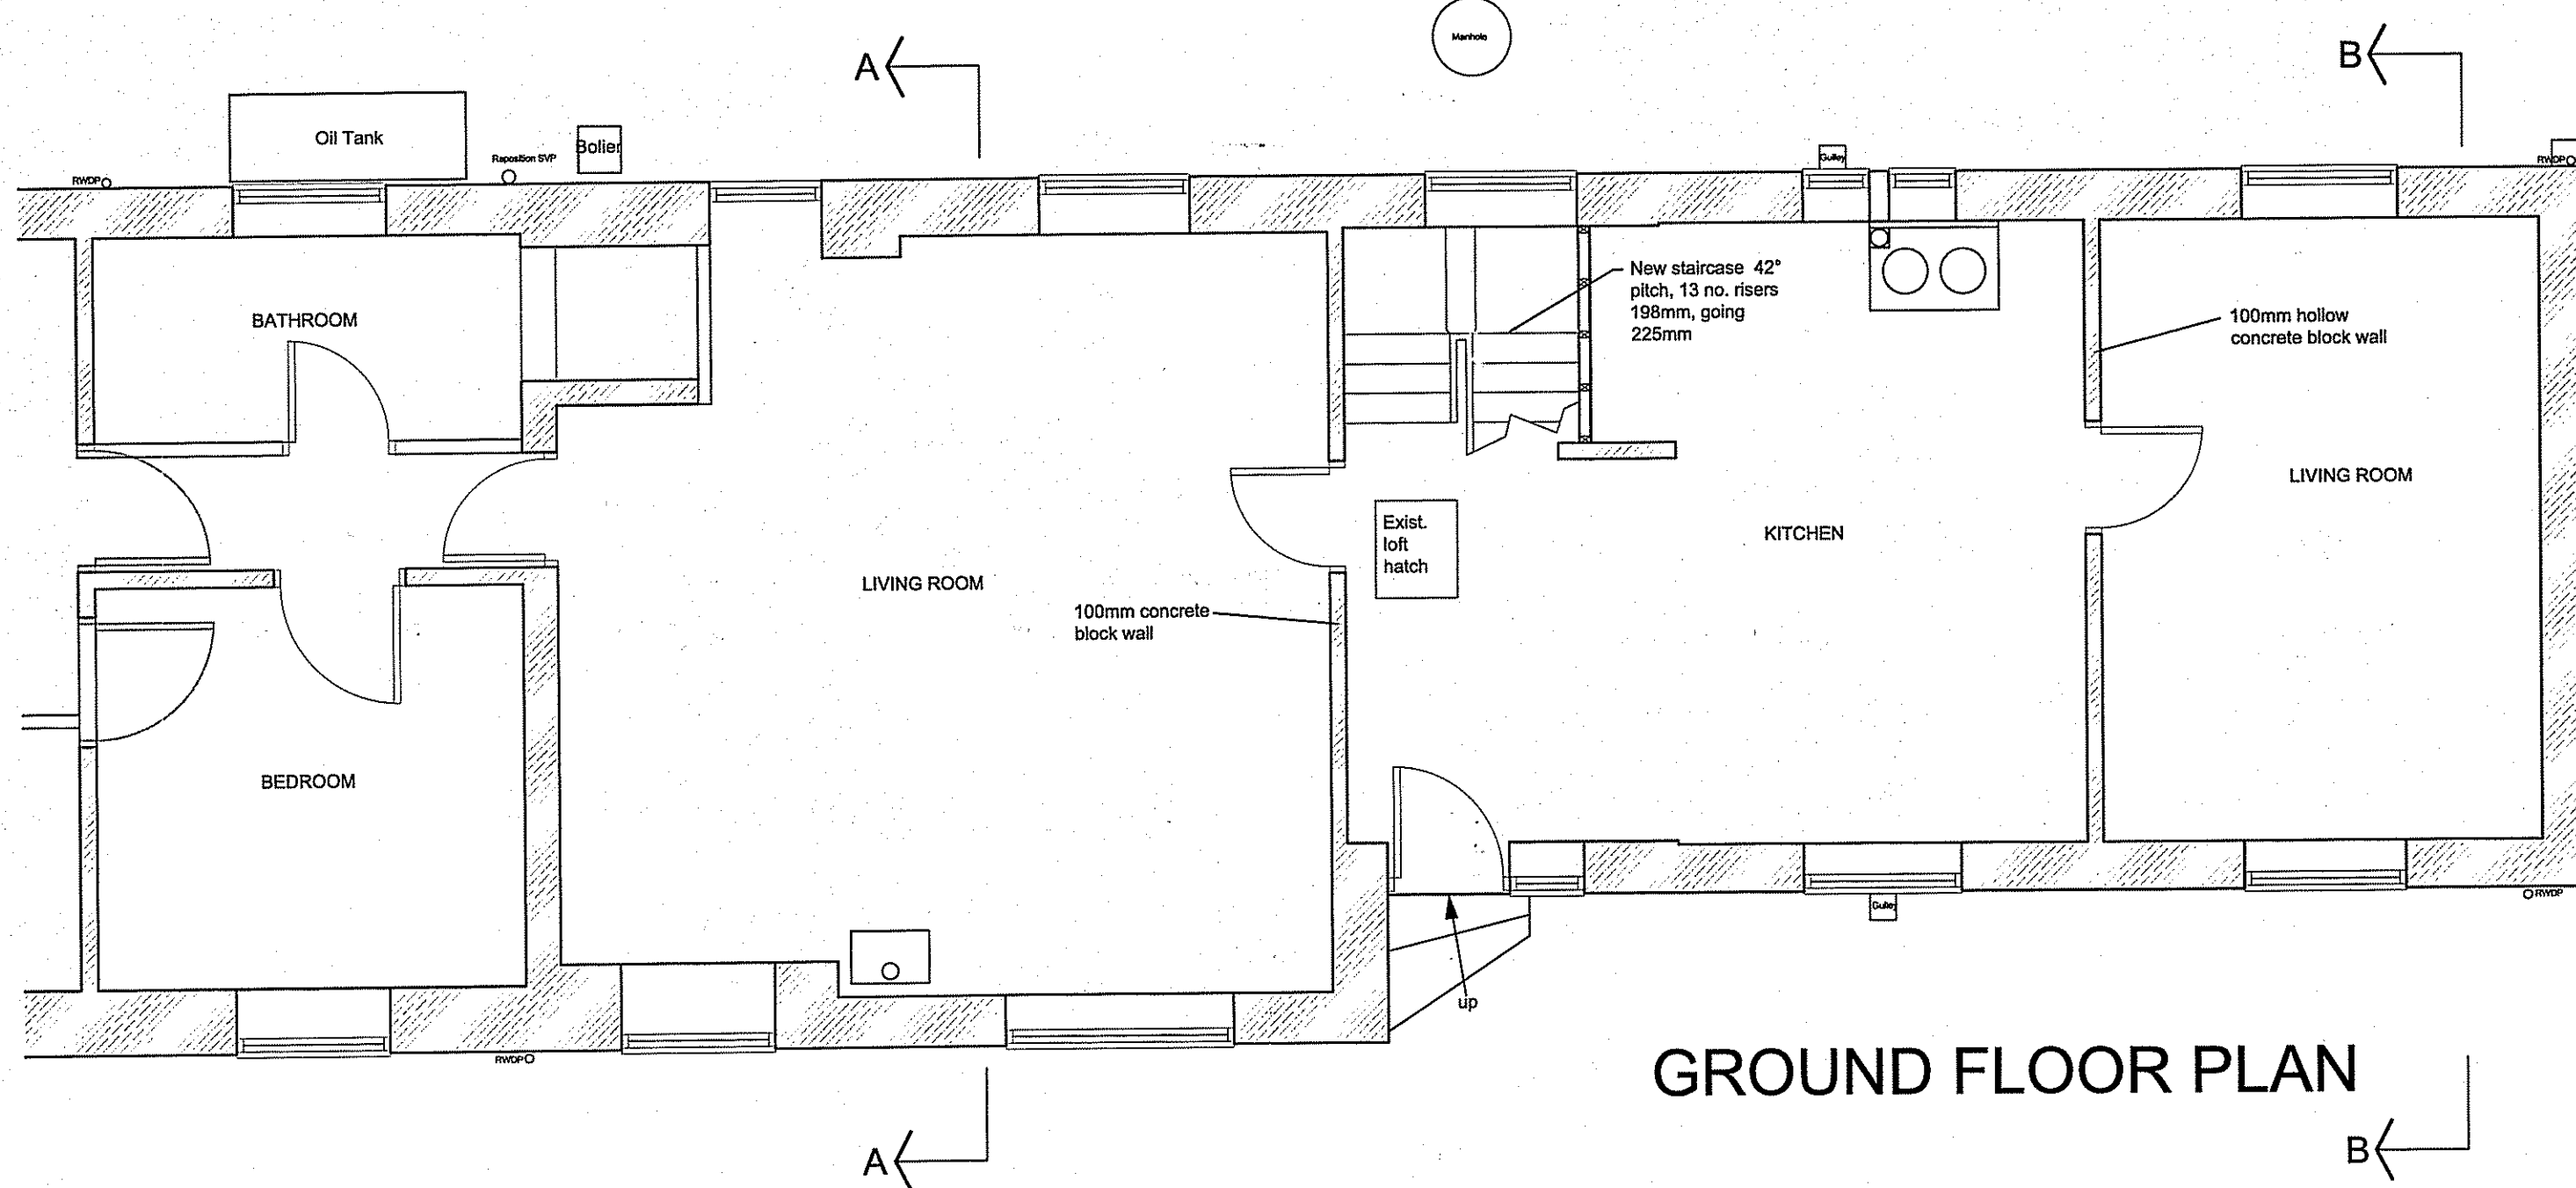 Manhole
A
B
Oil Tank
Reposition SVP
Bolier
RWDP
Gulley
RWDP
BATHROOM
New staircase 42°
pitch, 13 no. risers
198mm, going
225mm
100mm hollow
concrete block wall
LIVING ROOM
Exist.
loft
hatch
KITCHEN
LIVING ROOM
100mm concrete
block wall
BEDROOM
Gulley
RWDP
up
RWDP
GROUND FLOOR PLAN
A
B